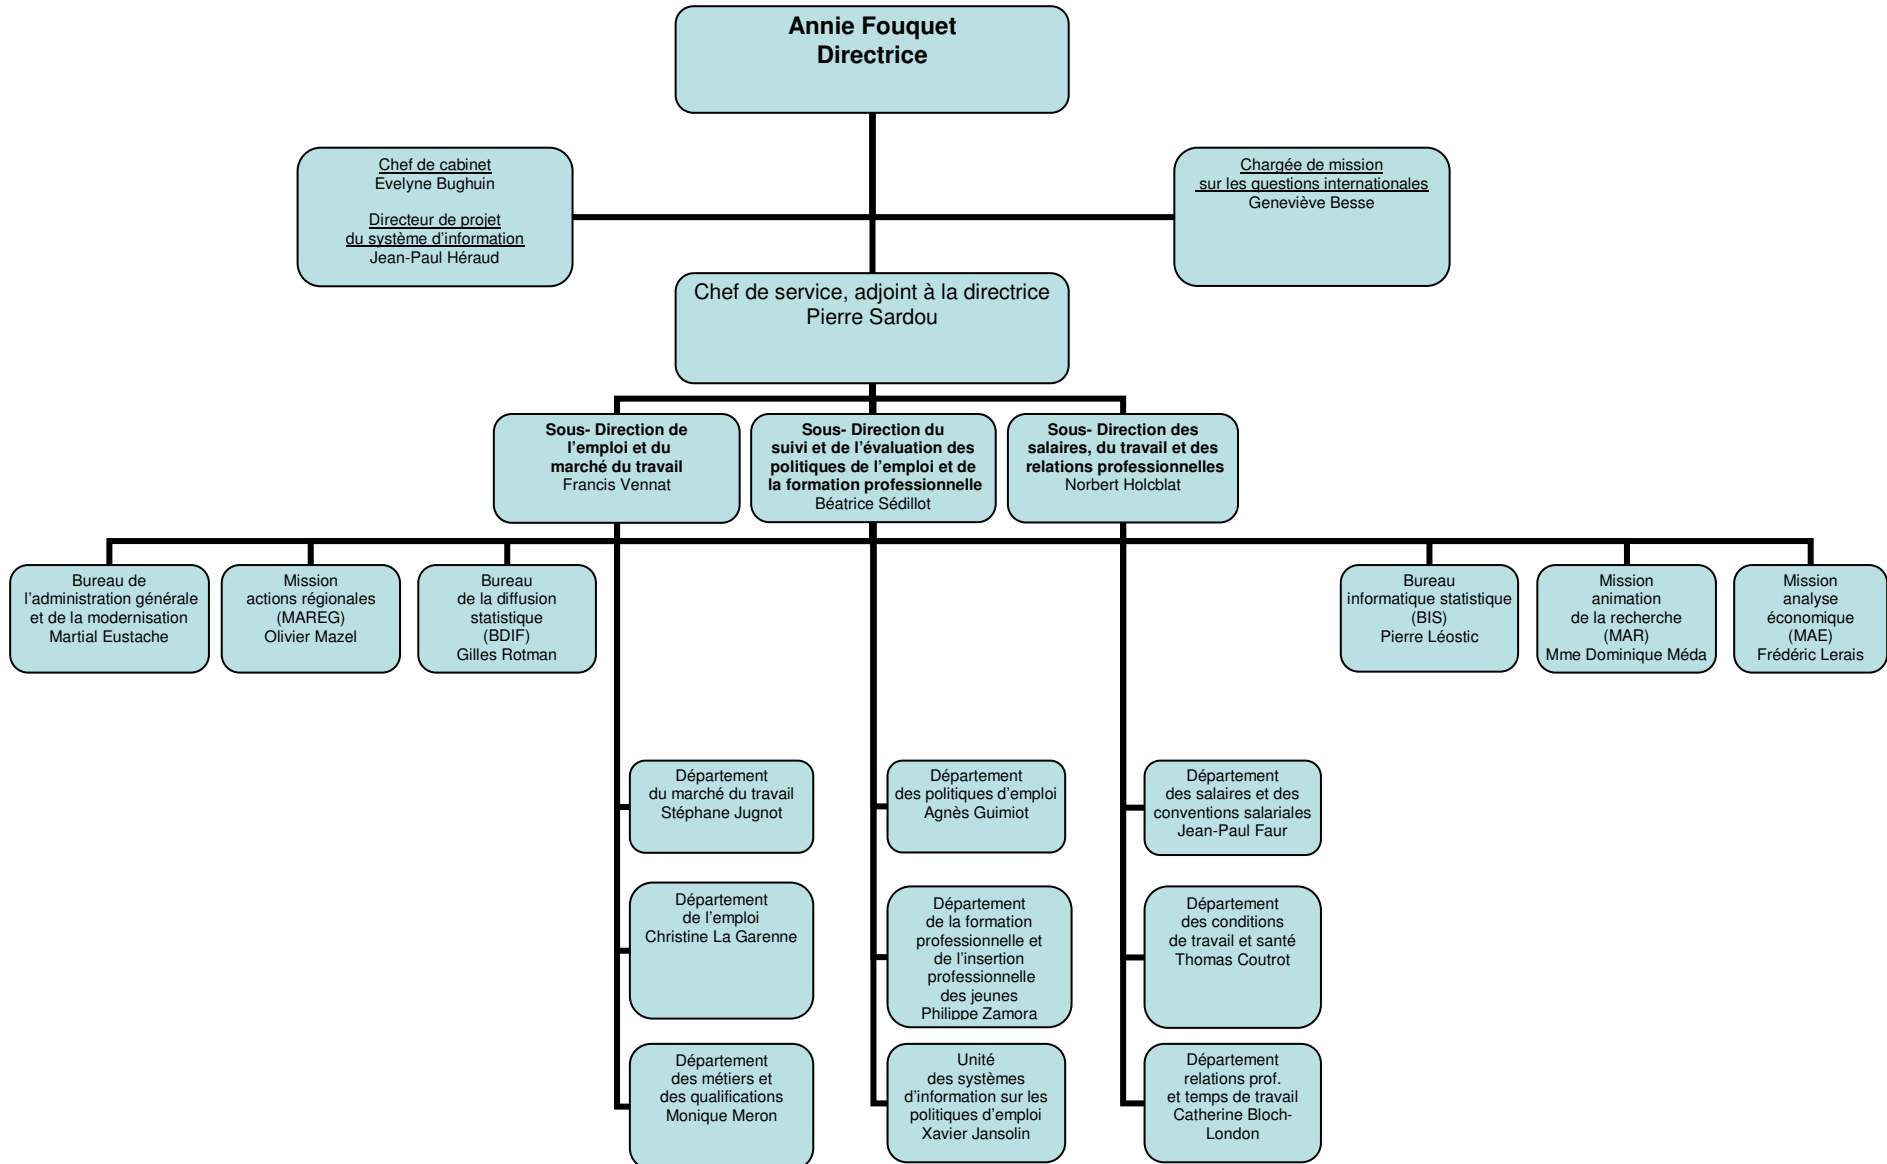 Annie Fouquet
Directrice
Chef de cabinet
Evelyne Bughuin
Directeur de projet
du système d'information
Jean-Paul Héraud
Chargée de mission
sur les questions internationales
Geneviève Besse
Chef de service, adjoint à la directrice
Pierre Sardou
Sous- Direction de
l'emploi et du
marché du travail
Francis Vennat
Sous- Direction du
suivi et de l'évaluation des
politiques de l'emploi et de
la formation professionnelle
Béatrice Sédillot
Sous- Direction des
salaires, du travail et des
relations professionnelles
Norbert Holcblat
Bureau de
l'administration générale
et de la modernisation
Martial Eustache
Mission
actions régionales
(MAREG)
Olivier Mazel
Bureau
de la diffusion
statistique
(BDIF)
Gilles Rotman
Bureau
informatique statistique
(BIS)
Pierre Léostic
Mission
animation
de la recherche
(MAR)
Mme Dominique Méda
Mission
analyse
économique
(MAE)
Frédéric Lerais
Département
du marché du travail
Stéphane Jugnot
Département
des politiques d'emploi
Agnès Guimiot
Département
des salaires et des
conventions salariales
Jean-Paul Faur
Département
de l'emploi
Christine La Garenne
Département
de la formation
professionnelle et
de l'insertion
professionnelle
des jeunes
Philippe Zamora
Département
des conditions
de travail et santé
Thomas Coutrot
Département
des métiers et
des qualifications
Monique Meron
Unité
des systèmes
d'information sur les
politiques d'emploi
Xavier Jansolin
Département
relations prof.
et temps de travail
Catherine Bloch-
London